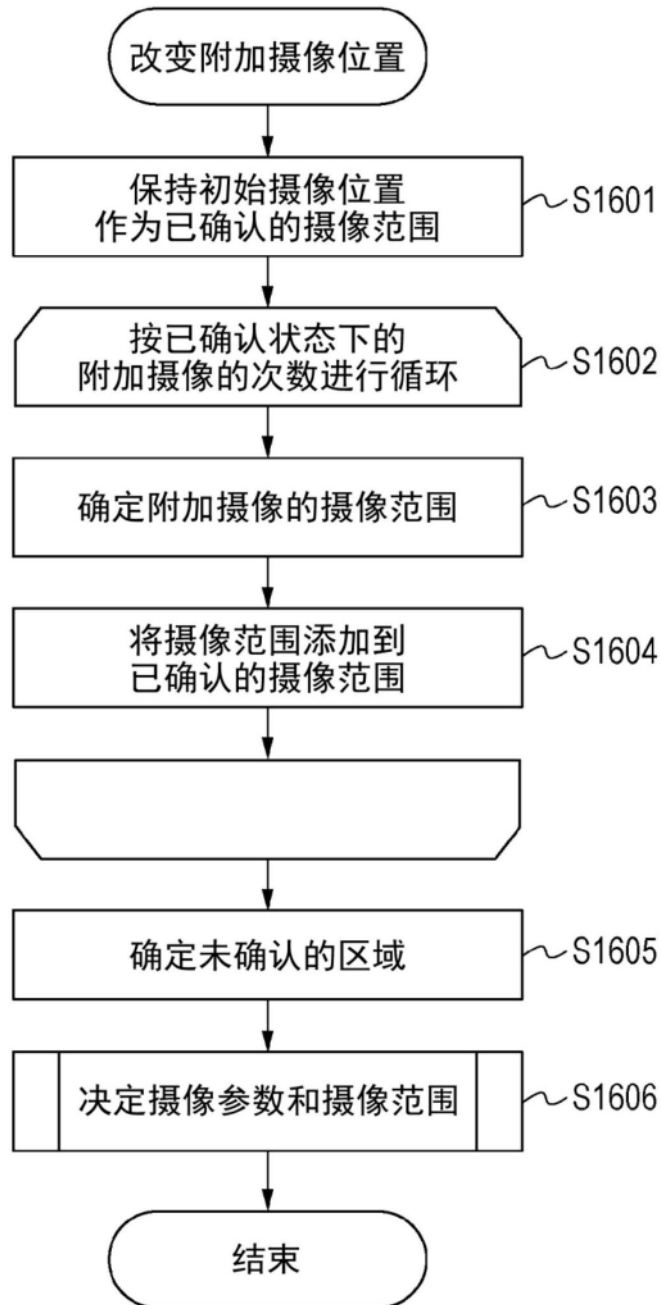 改变附加摄像位置
保持初始摄像位置
作为已确认的摄像范围
S1601
按已确认状态下的
附加摄像的次数进行循环
S1602
确定附加摄像的摄像范围
S1603
将摄像范围添加到
已确认的摄像范围
S1604
确定未确认的区域
S1605
决定摄像参数和摄像范围
S1606
结束